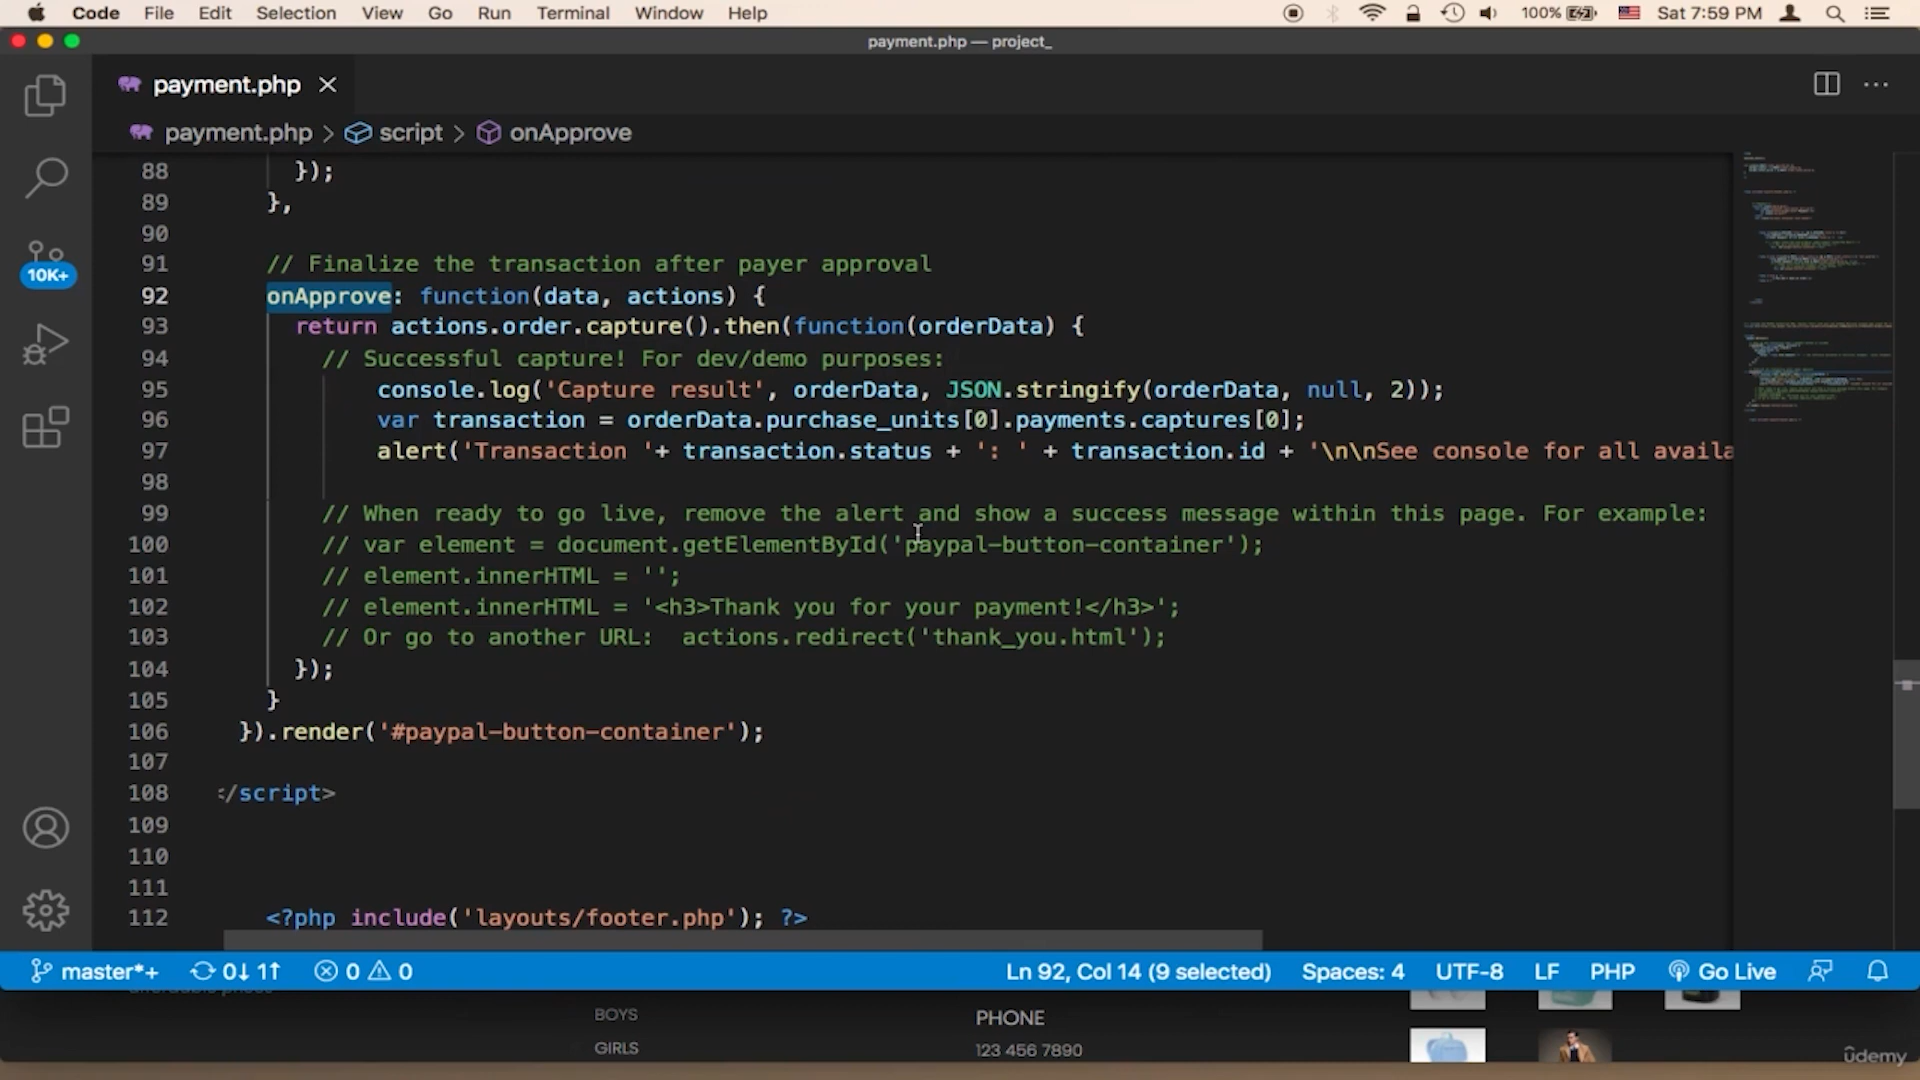 Code File Edit Selection View Go Run Terminal Window Help 100% Sat 7:59 PM
payment.php — project_
payment.php
payment.php > script > onApprove
10K+
88 });
89 },
90
91 // Finalize the transaction after payer approval
92 onApprove: function(data, actions) {
93 return actions.order.capture().then(function(orderData) {
94 // Successful capture! For dev/demo purposes:
95 console.log('Capture result', orderData, JSON.stringify(orderData, null, 2));
96 var transaction = orderData.purchase_units[0].payments.captures[0];
97 alert('Transaction '+ transaction.status + ': ' + transaction.id + '\n\nSee console for all availa
98
99 // When ready to go live, remove the alert and show a success message within this page. For example:
100 // var element = document.getElementById('paypal-button-container');
101 // element.innerHTML = '';
102 // element.innerHTML = '<h3>Thank you for your payment!</h3>';
103 // Or go to another URL:  actions.redirect('thank_you.html');
104 });
105 }
106 }).render('#paypal-button-container');
107
108 </script>
109
110
111
112 <?php include('layouts/footer.php'); ?>
master*+ 0↓ 1↑ 0 0 Ln 92, Col 14 (9 selected) Spaces: 4 UTF-8 LF PHP Go Live
BOYS
PHONE
GIRLS
123 456 7890
udemy